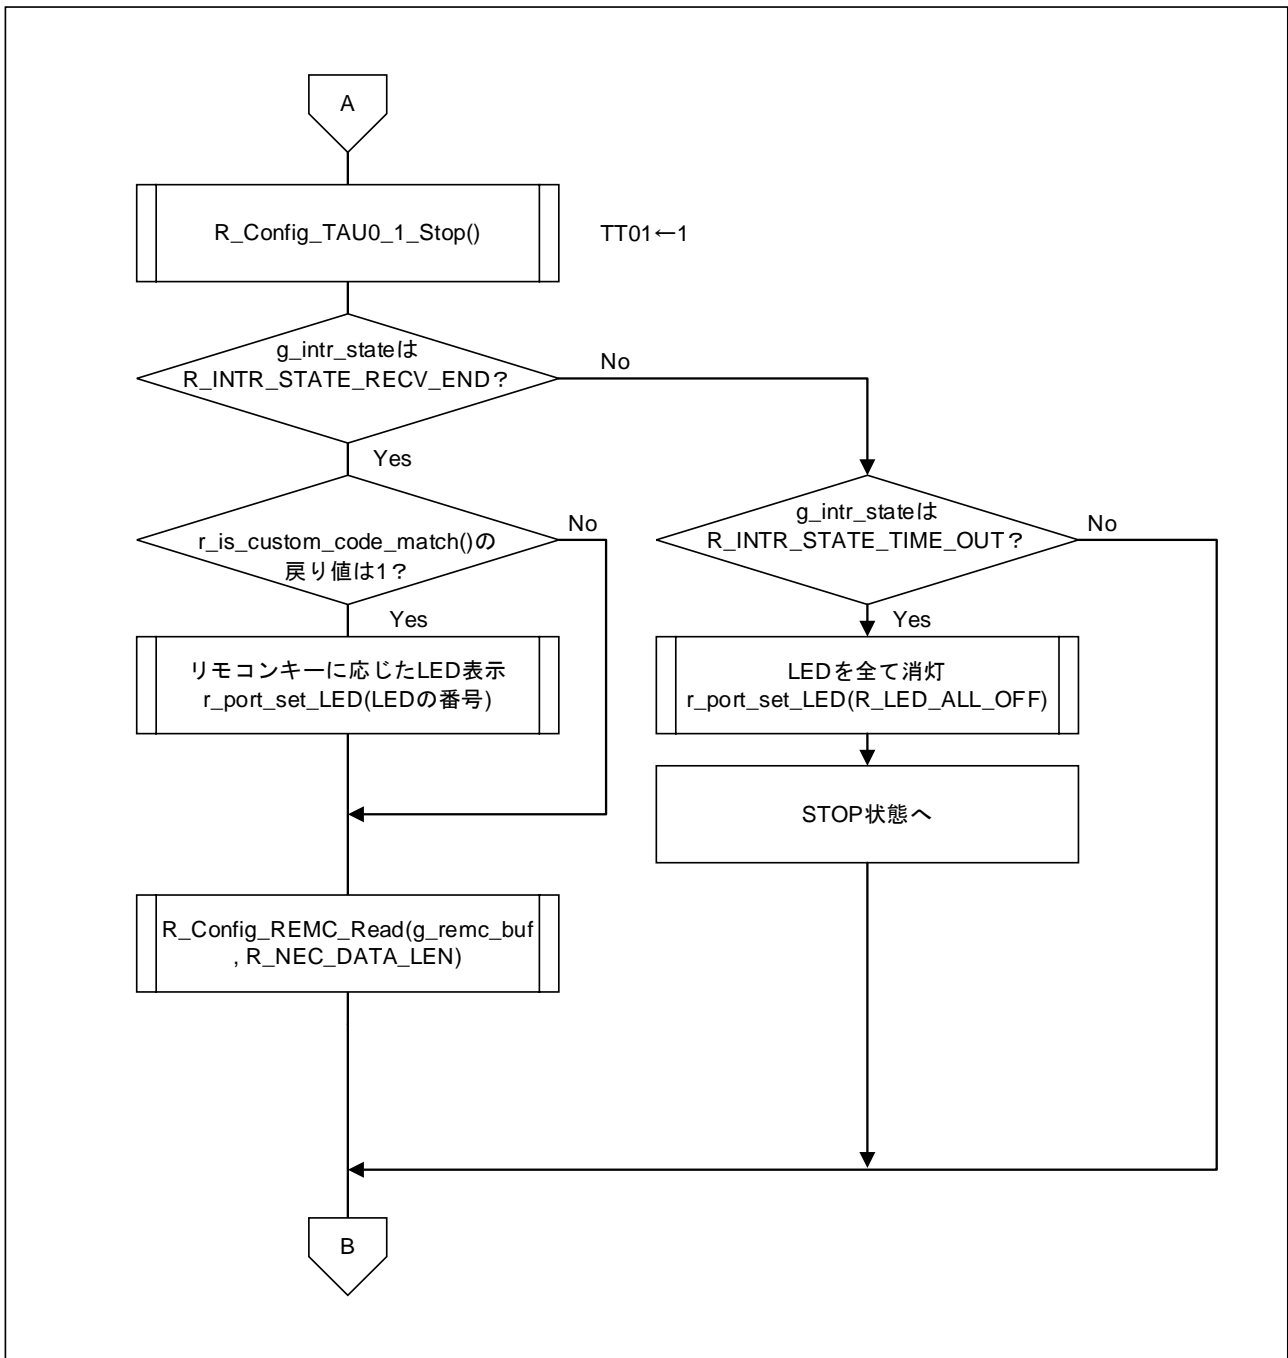 A
R_Config_TAU0_1_Stop()
TT01←1
g_intr_stateは
R_INTR_STATE_RECV_END？
No
Yes
r_is_custom_code_match()の
戻り値は1？
No
Yes
リモコンキーに応じたLED表示
r_port_set_LED(LEDの番号)
R_Config_REMC_Read(g_remc_buf
, R_NEC_DATA_LEN)
g_intr_stateは
R_INTR_STATE_TIME_OUT？
No
Yes
LEDを全て消灯
r_port_set_LED(R_LED_ALL_OFF)
STOP状態へ
B